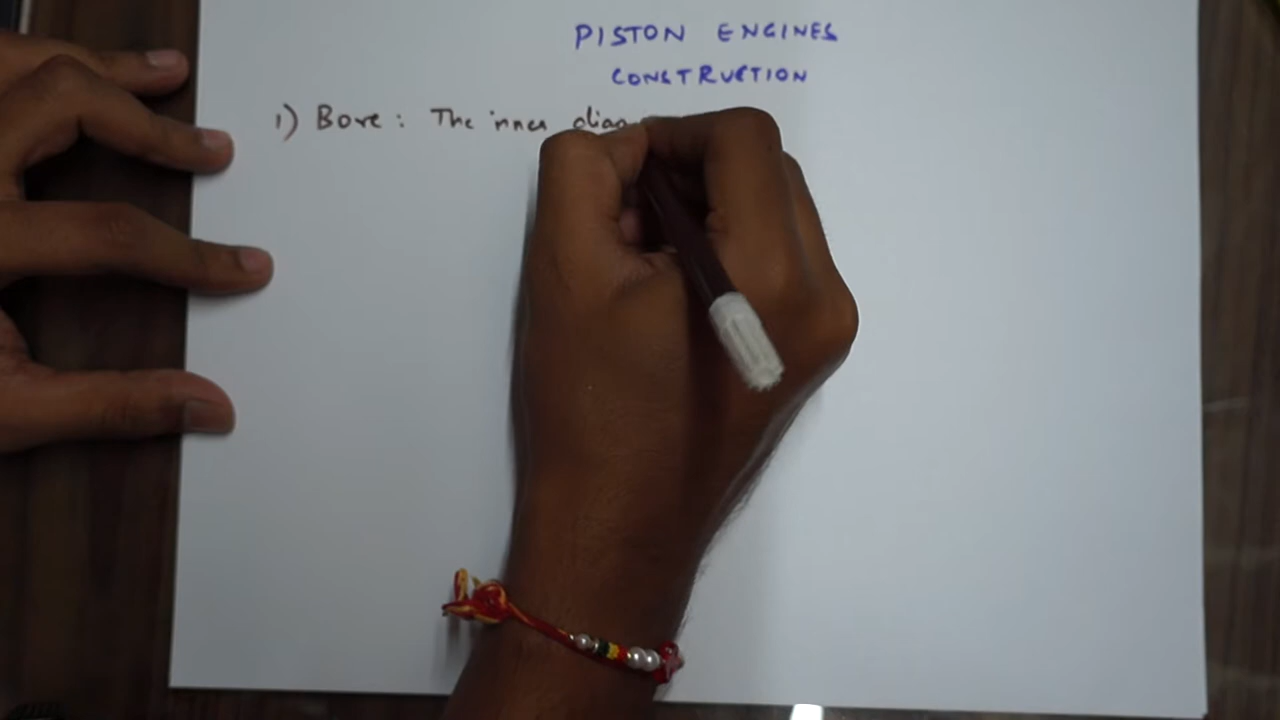 PISTON ENGINES
CONSTRUCTION
1) Bore : The inner